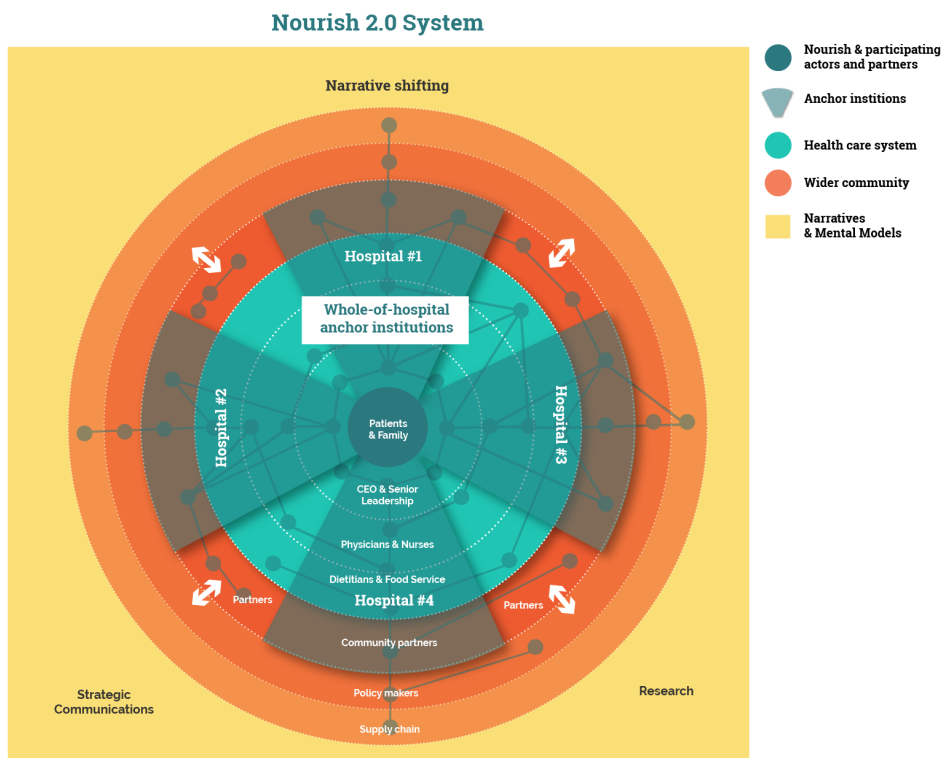 Nourish 2.0 System
Nourish & participating
actors and partners
Anchor institions
Health care system
Wider community
Narratives
& Mental Models
Narrative shifting
Hospital #1
Whole-of-hospital
anchor institutions
Hospital #2
Hospital #3
Patients
& Family
CEO & Senior
Leadership
Physicians & Nurses
Dietitians & Food Service
Hospital #4
Partners
Partners
Community partners
Policy makers
Supply chain
Strategic
Communications
Research